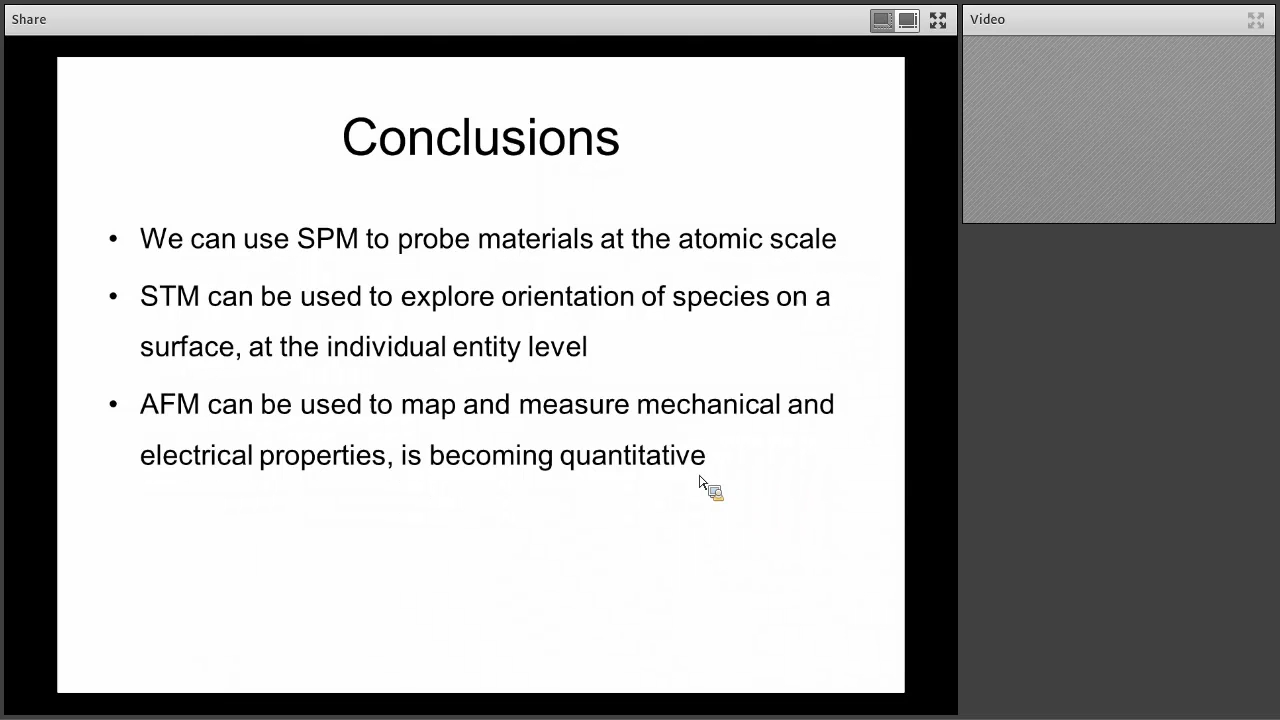 Share
Video
Conclusions
• We can use SPM to probe materials at the atomic scale
• STM can be used to explore orientation of species on a
surface, at the individual entity level
• AFM can be used to map and measure mechanical and
electrical properties, is becoming quantitative